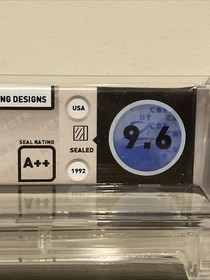 NG DESIGNS
USA
SEAL RATING
A++
SEALED
1992
9.6